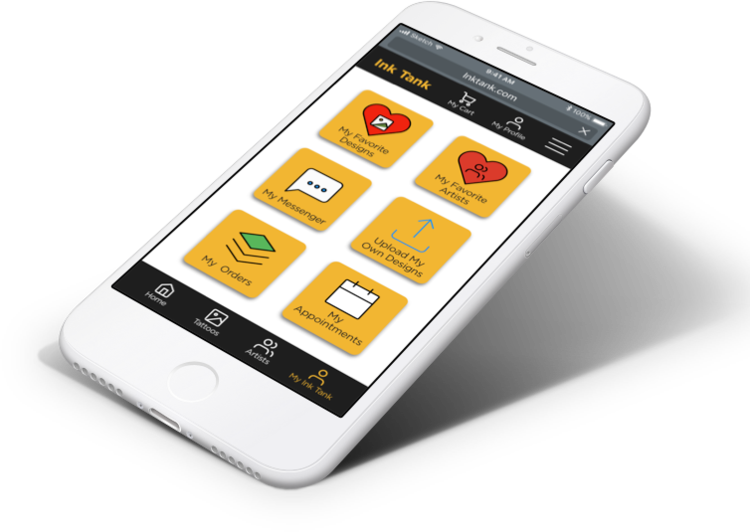 Sketch
9:41 AM
100%
Inktank.com
Ink Tank
My Cart
My Profile
My Favorite
Designs
My Favorite
Artists
My Messenger
Upload My
Own Designs
My Orders
My
Appointments
Home
Tattoos
Artists
My Ink Tank